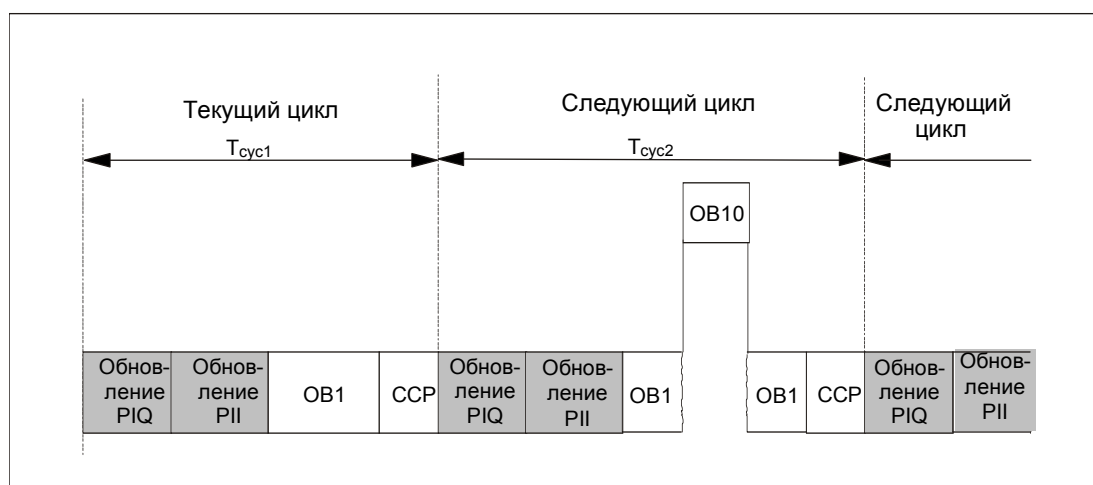 Текущий цикл
Следующий цикл
Следующий
цикл
Tcyc1
Tcyc2
OB10
Обнов-
ление
PIQ
Обнов-
ление
PII
OB1
CCP
Обнов-
ление
PIQ
Обнов-
ление
PII
OB1
OB1
CCP
Обнов-
ление
PIQ
Обнов-
ление
PII